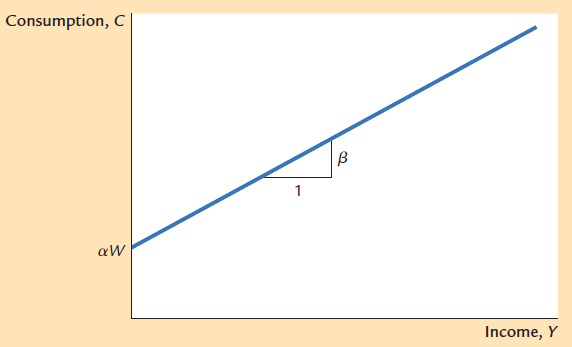 Consumption, C
β
1
αW
Income, Y